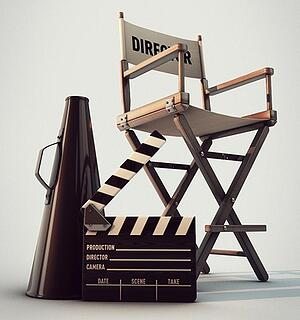 DIRECTOR
PRODUCTION
DIRECTOR
CAMERA
DATE SCENE TAKE